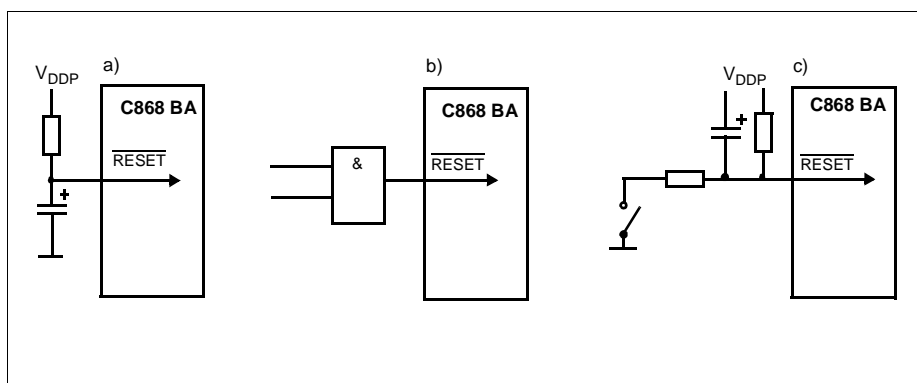 a)
V_DDP
C868 BA
RESET
+
b)
C868 BA
&
RESET
c)
V_DDP
C868 BA
+
RESET